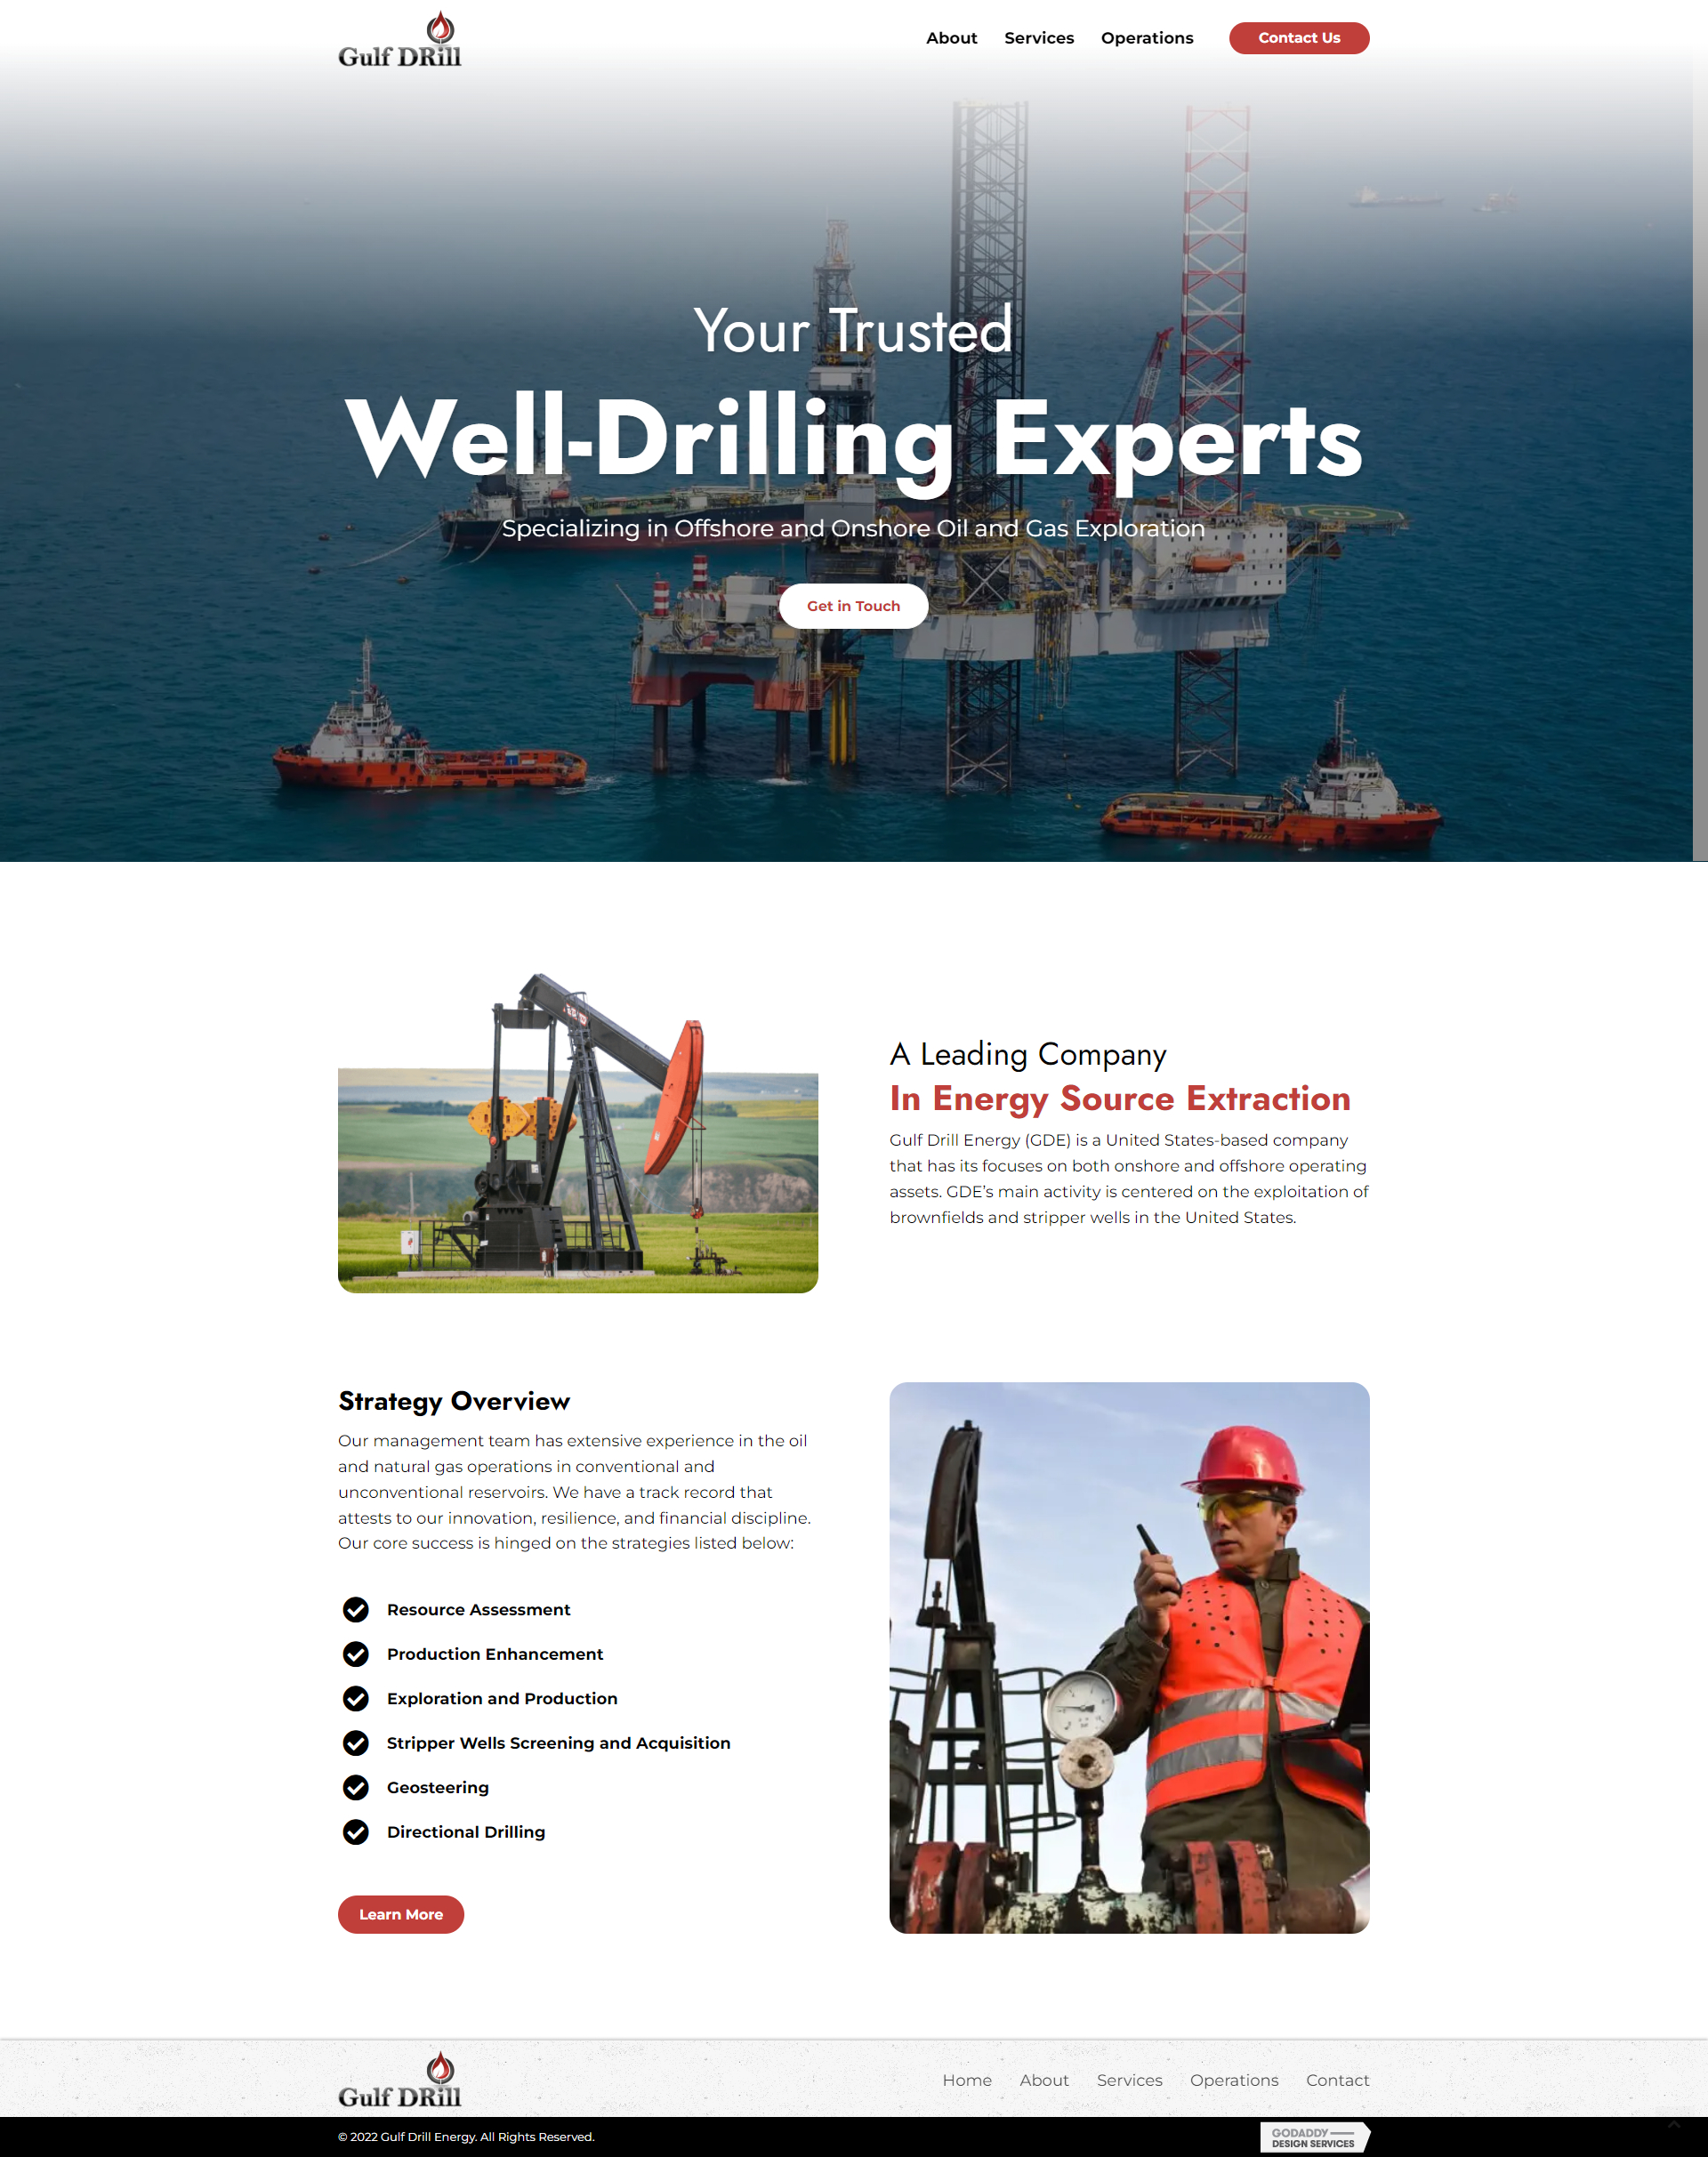 Gulf DRill
About Services Operations Contact Us
Your Trusted
Well-Drilling Experts
Specializing in Offshore and Onshore Oil and Gas Exploration
Get in Touch
A Leading Company
In Energy Source Extraction
Gulf Drill Energy (GDE) is a United States-based company
that has its focuses on both onshore and offshore operating
assets. GDE’s main activity is centered on the exploitation of
brownfields and stripper wells in the United States.
Strategy Overview
Our management team has extensive experience in the oil
and natural gas operations in conventional and
unconventional reservoirs. We have a track record that
attests to our innovation, resilience, and financial discipline.
Our core success is hinged on the strategies listed below:
Resource Assessment
Production Enhancement
Exploration and Production
Stripper Wells Screening and Acquisition
Geosteering
Directional Drilling
Learn More
Gulf DRill
Home About Services Operations Contact
© 2022 Gulf Drill Energy. All Rights Reserved.
GODADDY
DESIGN SERVICES